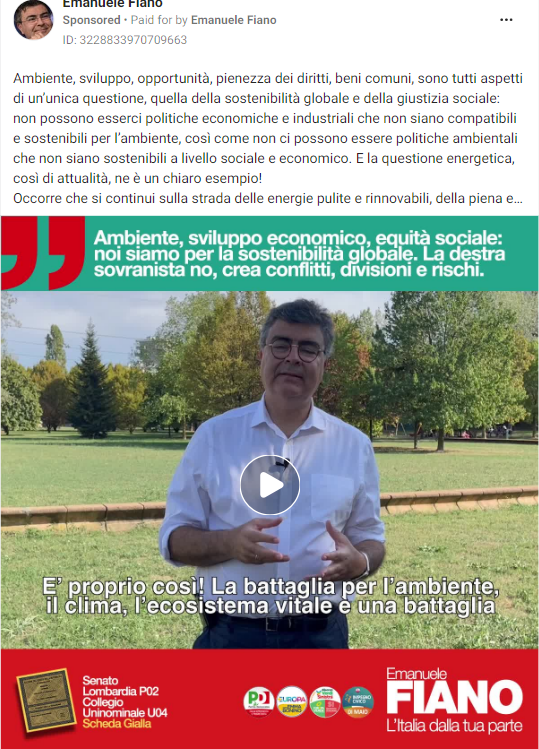 Emanuele Fiano
Sponsored • Paid for by Emanuele Fiano
ID: 3228833970709663
Ambiente, sviluppo, opportunità, pienezza dei diritti, beni comuni, sono tutti aspetti
di un'unica questione, quella della sostenibilità globale e della giustizia sociale:
non possono esserci politiche economiche e industriali che non siano compatibili
e sostenibili per l'ambiente, così come non ci possono essere politiche ambientali
che non siano sostenibili a livello sociale e economico. E la questione energetica,
così di attualità, ne è un chiaro esempio!
Occorre che si continui sulla strada delle energie pulite e rinnovabili, della piena e...
Ambiente, sviluppo economico, equità sociale:
noi siamo per la sostenibilità globale. La destra
sovranista no, crea conflitti, divisioni e rischi.
E' proprio così! La battaglia per l'ambiente,
il clima, l'ecosistema vitale è una battaglia
Senato
Lombardia P02
Collegio
Uninominale U04
Scheda Gialla
PD
+EUROPA
IMPEGNO
CIVICO
DI MAIO
Emanuele
FIANO
L'Italia dalla tua parte